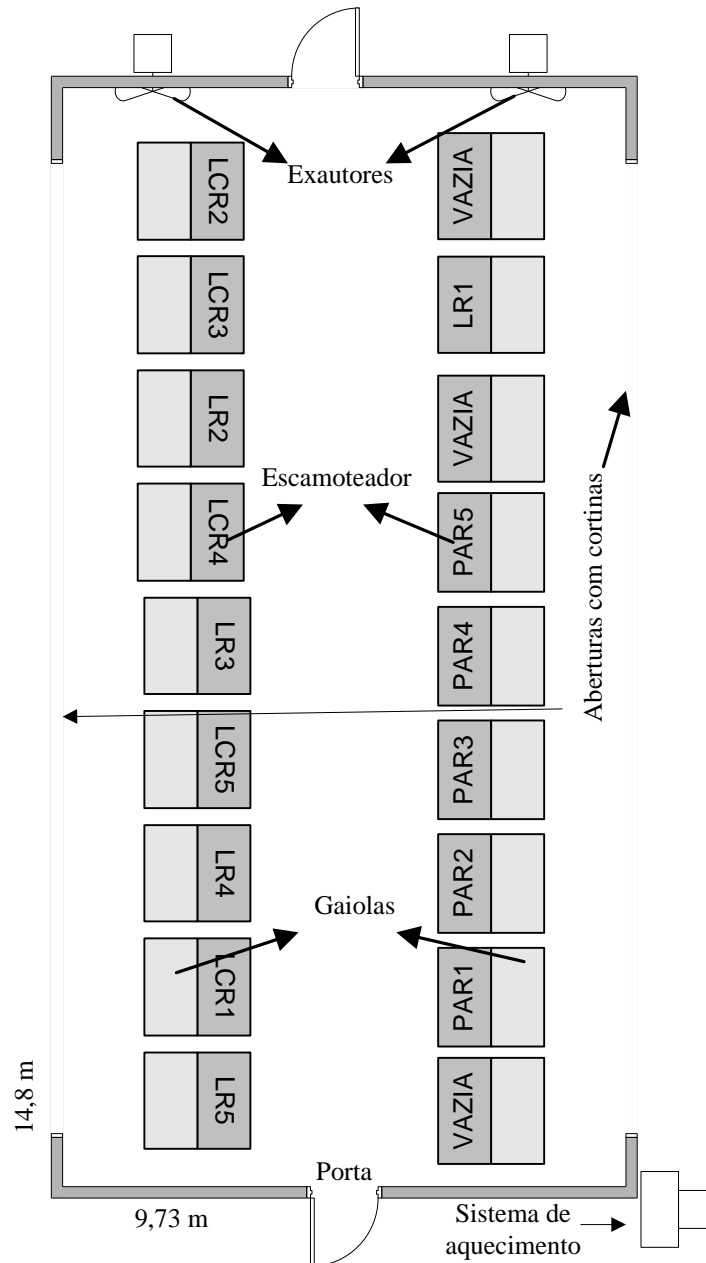 Exautores
LCR2
VAZIA
LCR3
LR1
LR2
VAZIA
Escamoteador
LCR4
PAR5
Aberturas com cortinas
LR3
PAR4
LCR5
PAR3
LR4
PAR2
Gaiolas
LCR1
PAR1
LR5
VAZIA
14,8 m
Porta
9,73 m
Sistema de
aquecimento